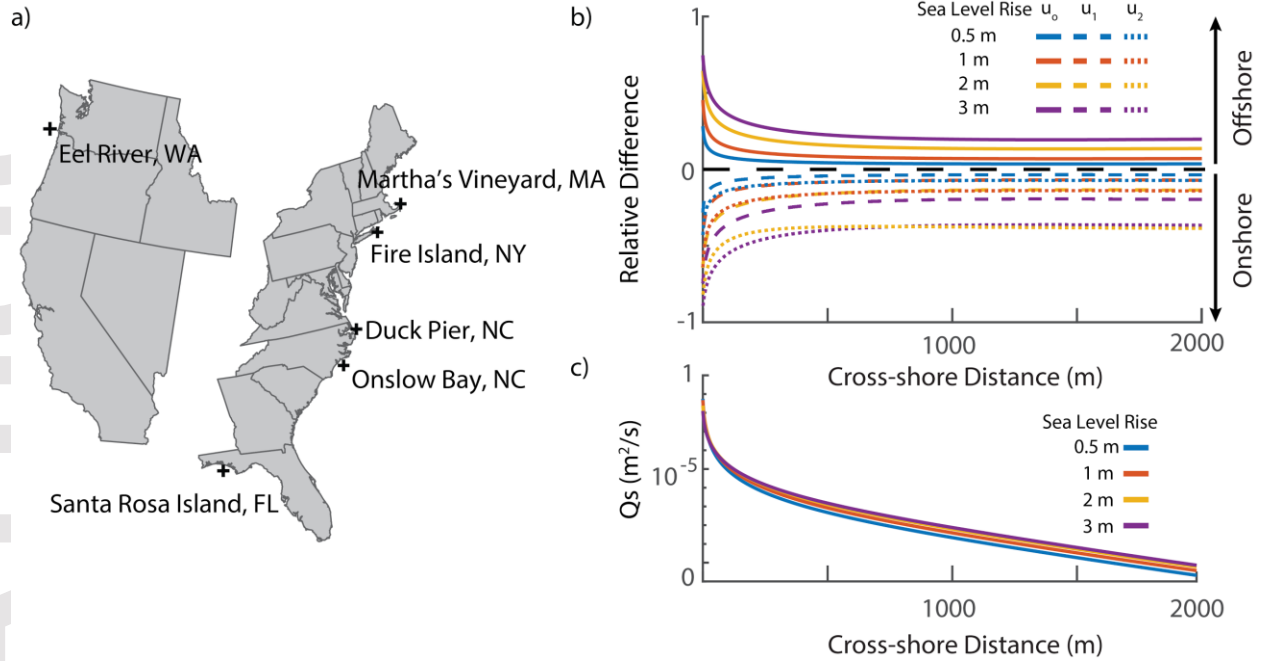 a)
Eel River, WA
Martha's Vineyard, MA
Fire Island, NY
Duck Pier, NC
Onslow Bay, NC
Santa Rosa Island, FL
b)
Sea Level Rise u₀ u₁ u₂
0.5 m
1 m
2 m
3 m
1
0
-1
Relative Difference
Offshore
Onshore
1000
2000
Cross-shore Distance (m)
c)
Sea Level Rise
0.5 m
1 m
2 m
3 m
1
10⁻⁵
0
Qs (m²/s)
1000
2000
Cross-shore Distance (m)